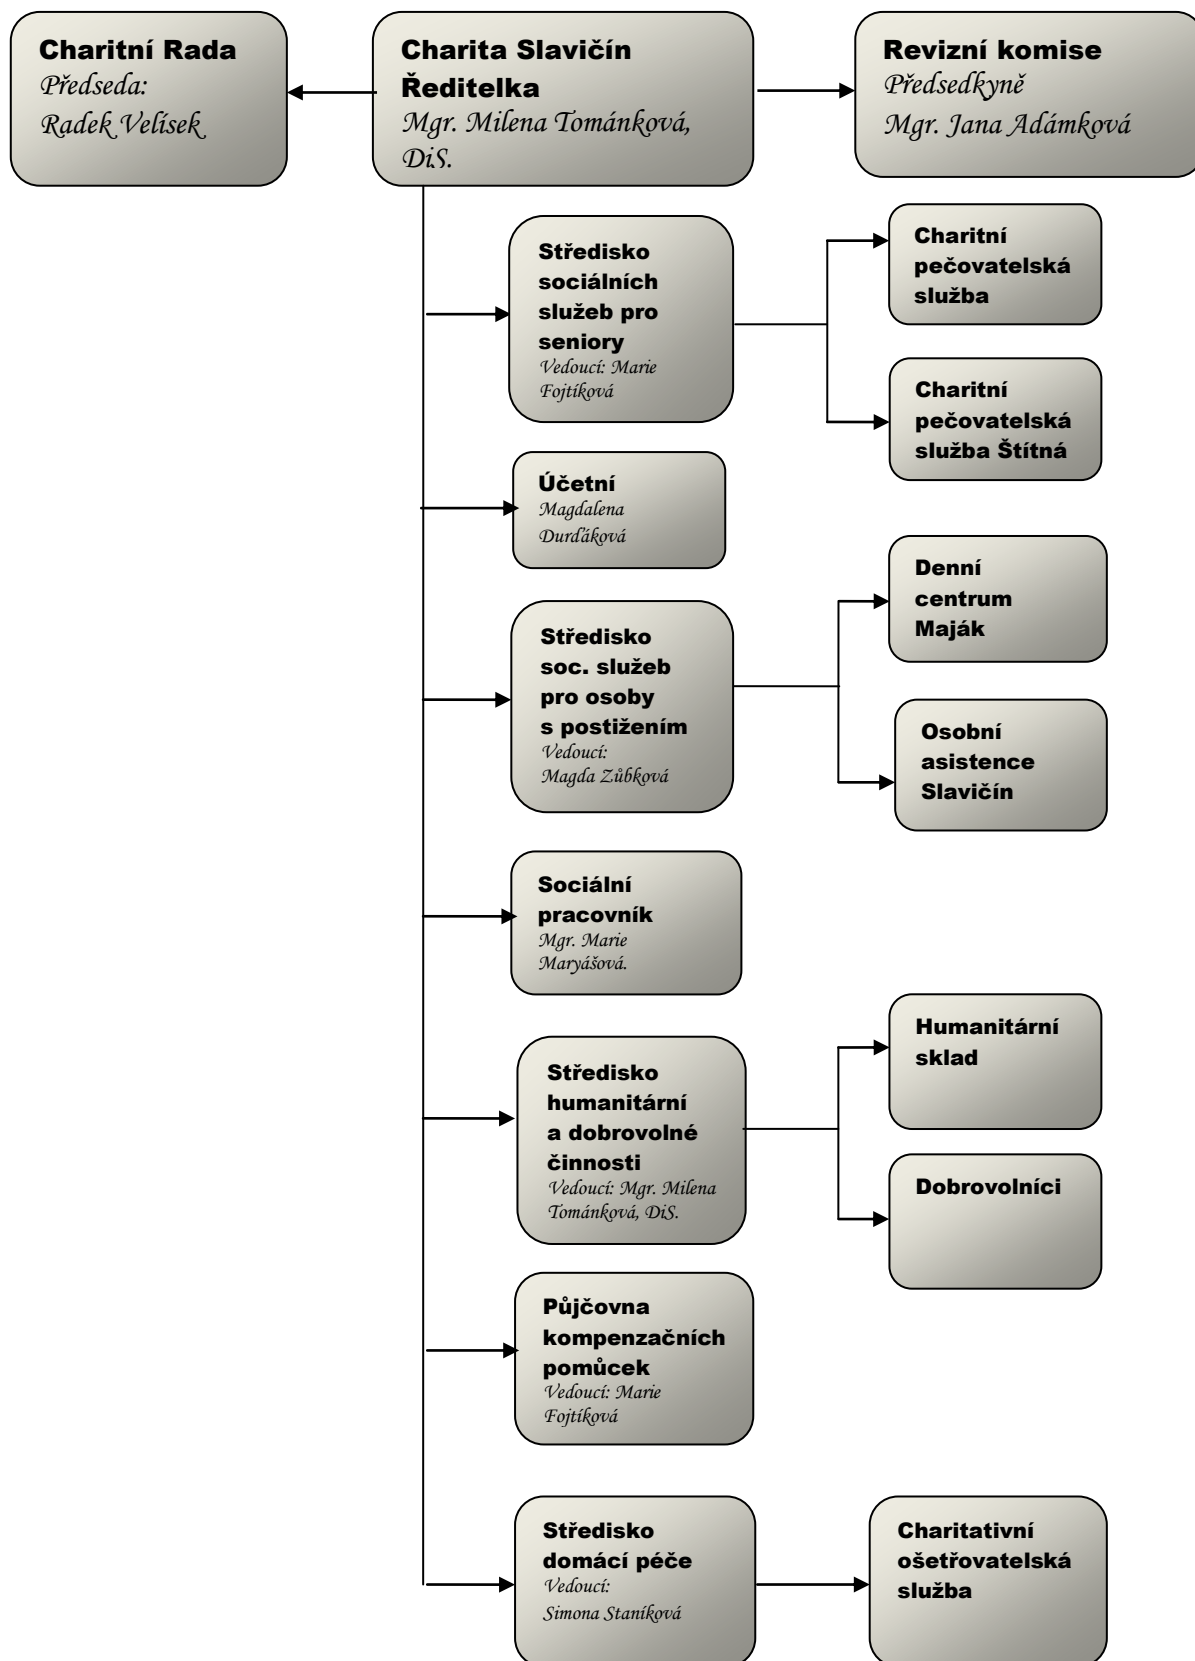 Charitní Rada
Předseda:
Radek Velísek
Charita Slavičín
Ředitelka
Mgr. Milena Tománková,
DiS.
Revizní komise
Předsedkyně
Mgr. Jana Adámková
Středisko
sociálních
služeb pro
seniory
Vedoucí: Marie
Fojtíková
Charitní
pečovatelská
služba
Charitní
pečovatelská
služba Štítná
Účetní
Magdalena
Durďáková
Středisko
soc. služeb
pro osoby
s postižením
Vedoucí:
Magda Zůbková
Denní
centrum
Maják
Osobní
asistence
Slavičín
Sociální
pracovník
Mgr. Marie
Maryášová.
Středisko
humanitární
a dobrovolné
činnosti
Vedoucí: Mgr. Milena
Tománková, DiS.
Humanitární
sklad
Dobrovolníci
Půjčovna
kompenzačních
pomůcek
Vedoucí: Marie
Fojtíková
Středisko
domácí péče
Vedoucí:
Simona Staníková
Charitativní
ošetřovatelská
služba